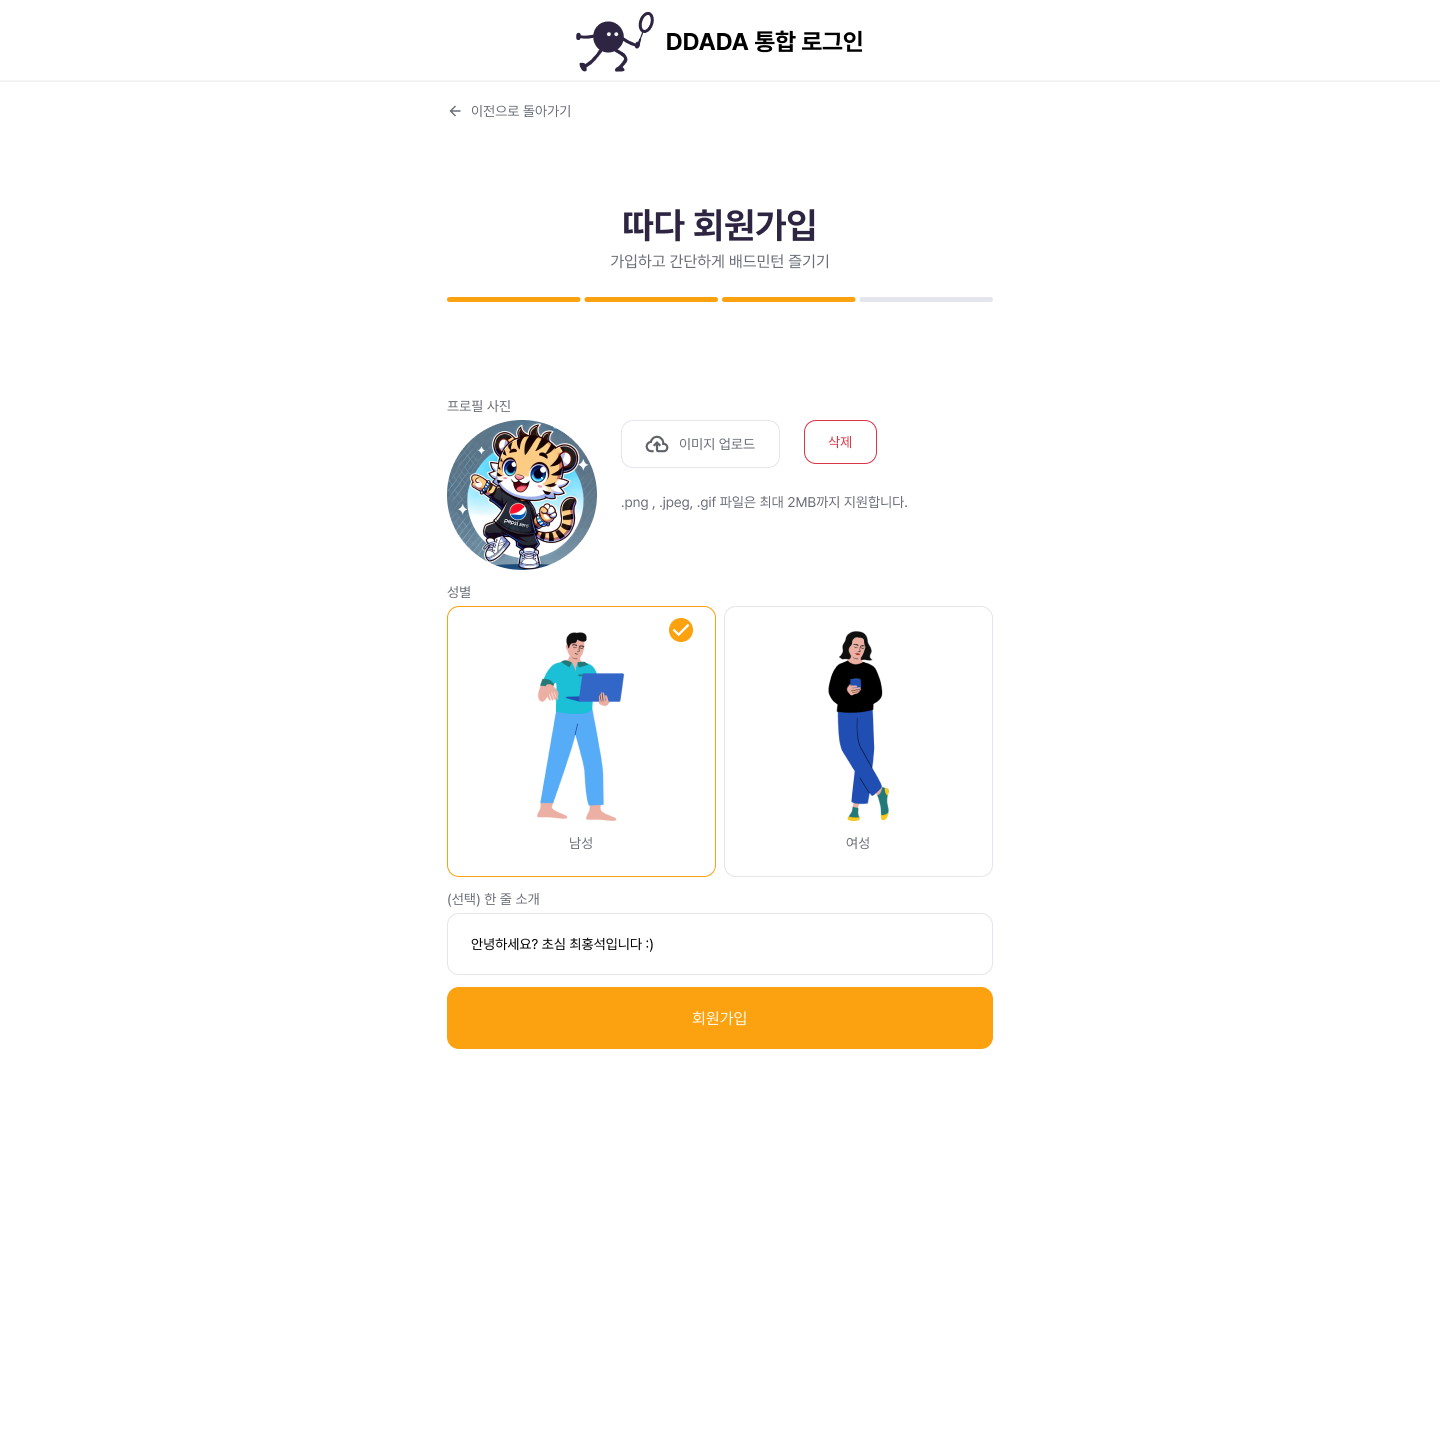 DDADA 통합 로그인
이전으로 돌아가기
따다 회원가입
가입하고 간단하게 배드민턴 즐기기
프로필 사진
이미지 업로드
삭제
.png , .jpeg, .gif 파일은 최대 2MB까지 지원합니다.
pepsi zero
성별
남성
여성
(선택) 한 줄 소개
안녕하세요? 초심 최홍석입니다 :)
회원가입